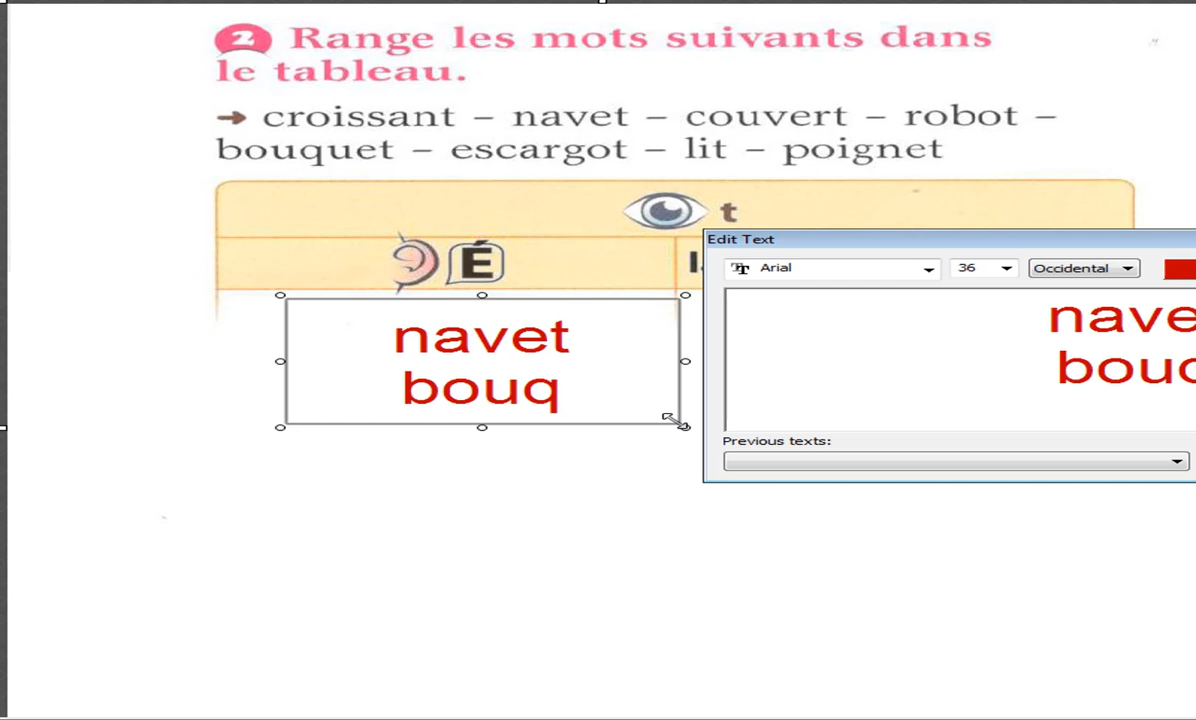 2 Range les mots suivants dans
le tableau.
→ croissant – navet – couvert – robot –
bouquet – escargot – lit – poignet
t
É
Edit Text
Arial 36 Occidental
navet
bouq
nave
bouq
Previous texts: